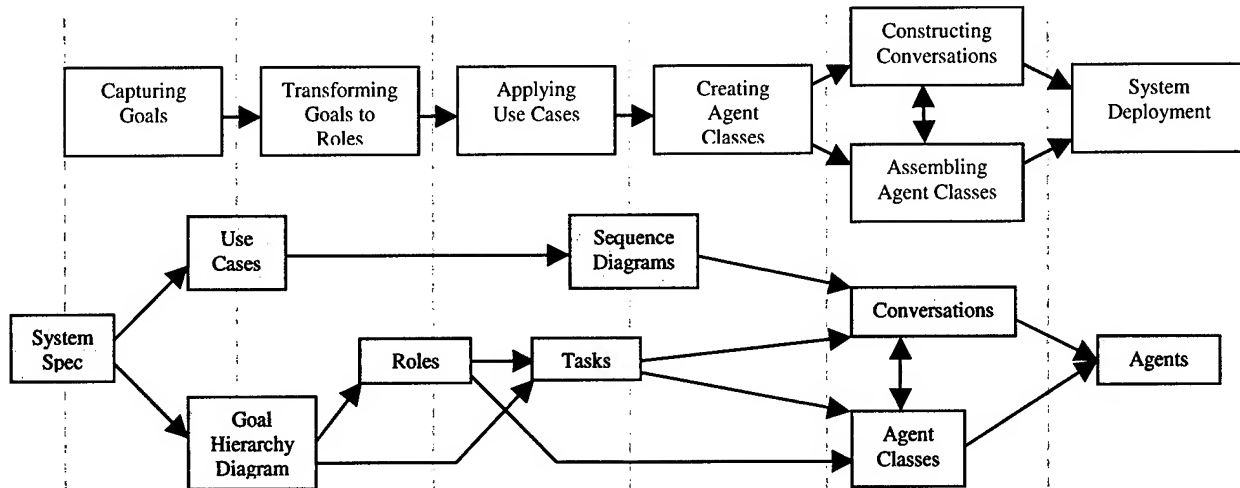 Capturing
Goals
Transforming
Goals to
Roles
Applying
Use Cases
Creating
Agent
Classes
Constructing
Conversations
Assembling
Agent Classes
System
Deployment
Use
Cases
Sequence
Diagrams
System
Spec
Roles
Tasks
Conversations
Agents
Goal
Hierarchy
Diagram
Agent
Classes